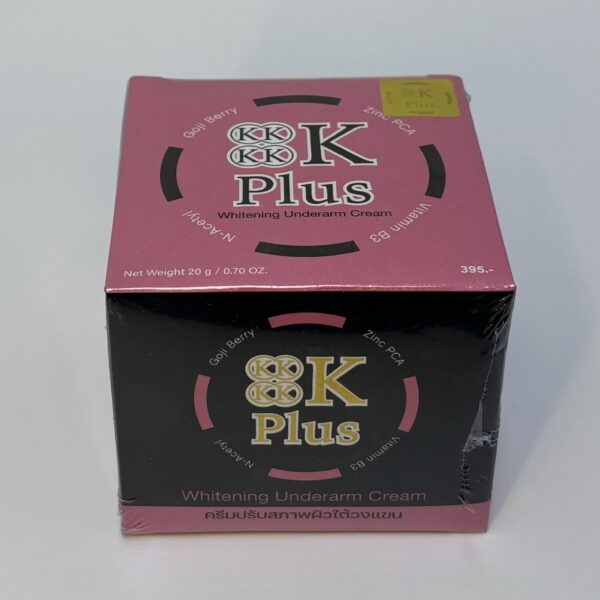 Goji Berry
Zinc PCA
KK K
KK
Plus
Whitening Underarm Cream
N-Acetyl
Vitamin B3
Net Weight 20 g / 0.70 OZ.
395.-
K
Plus
Goji Berry
Zinc PCA
KK K
KK
Plus
N-Acetyl
Vitamin B3
Whitening Underarm Cream
ครีมปรับสภาพผิวใต้วงแขน